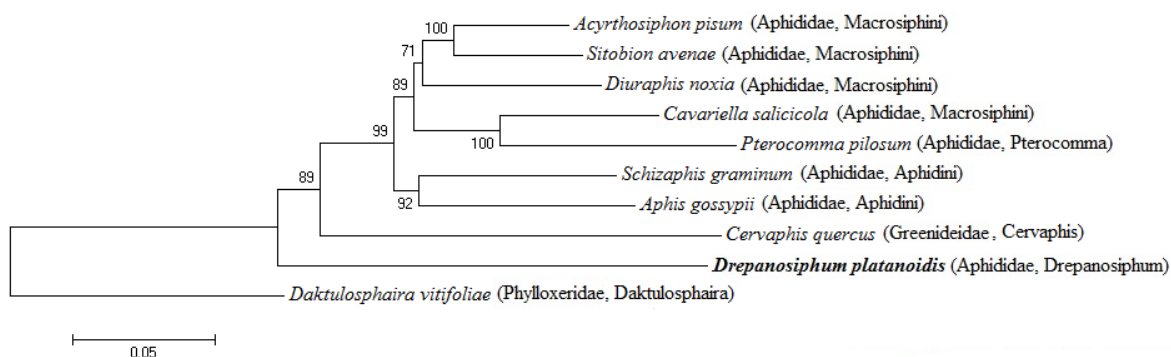 100
Acyrthosiphon pisum (Aphididae, Macrosiphini)
71
Sitobion avenae (Aphididae, Macrosiphini)
89
Diuraphis noxia (Aphididae, Macrosiphini)
Cavariella salicicola (Aphididae, Macrosiphini)
99
100
Pterocomma pilosum (Aphididae, Pterocomma)
89
Schizaphis graminum (Aphididae, Aphidini)
92
Aphis gossypii (Aphididae, Aphidini)
Cervaphis quercus (Greenideidae, Cervaphis)
Drepanosiphum platanoidis (Aphididae, Drepanosiphum)
Daktulosphaira vitifoliae (Phylloxeridae, Daktulosphaira)
0.05